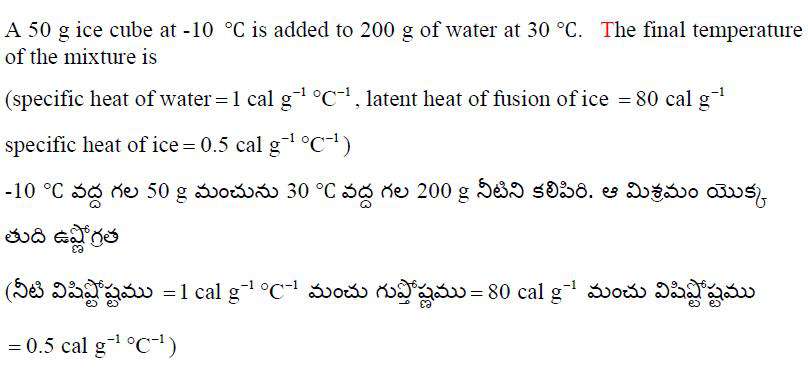 A 50 g ice cube at -10 °C is added to 200 g of water at 30 °C. The final temperature
of the mixture is
(specific heat of water = 1 cal g⁻¹ °C⁻¹ , latent heat of fusion of ice = 80 cal g⁻¹
specific heat of ice = 0.5 cal g⁻¹ °C⁻¹ )
-10 °C వద్ద గల 50 g మంచును 30 °C వద్ద గల 200 g నీటిని కలిపిరి. ఆ మిశ్రమం యొక్క
తుది ఉష్ణోగ్రత
(నీటి విషిష్టోష్టము = 1 cal g⁻¹ °C⁻¹ మంచు గుప్తోష్ణము = 80 cal g⁻¹ మంచు విషిష్టోష్టము
= 0.5 cal g⁻¹ °C⁻¹ )